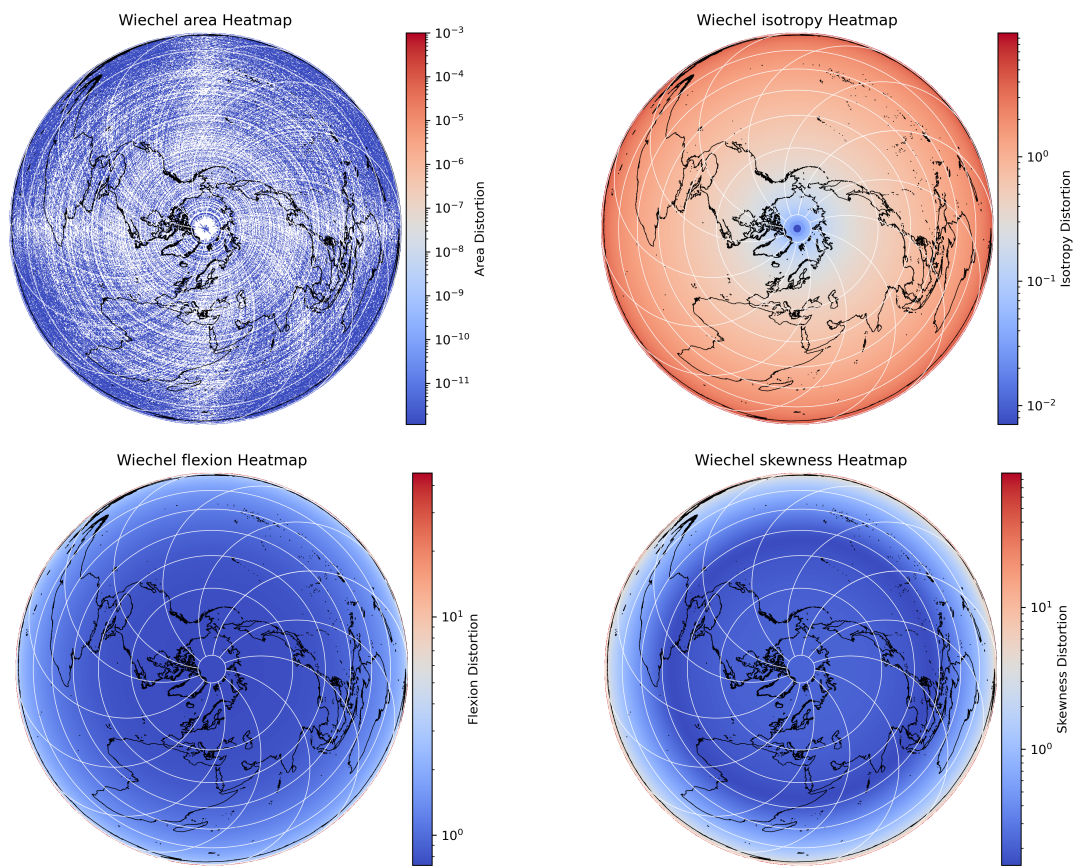 Wiechel area Heatmap
10⁻³
10⁻⁴
10⁻⁵
10⁻⁶
10⁻⁷
10⁻⁸
10⁻⁹
10⁻¹⁰
10⁻¹¹
Area Distortion
Wiechel isotropy Heatmap
10⁰
10⁻¹
10⁻²
Isotropy Distortion
Wiechel flexion Heatmap
10¹
10⁰
Flexion Distortion
Wiechel skewness Heatmap
10¹
10⁰
Skewness Distortion